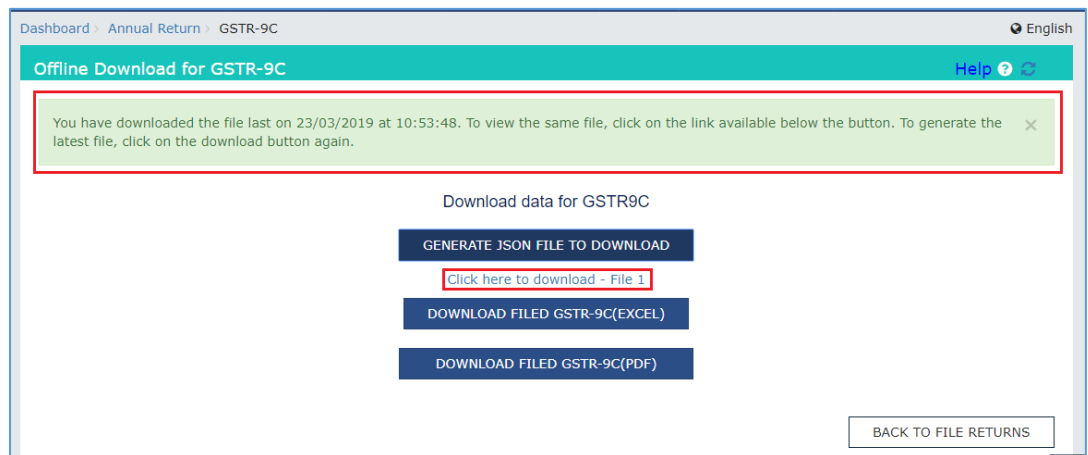 Dashboard > Annual Return > GSTR-9C
English
Offline Download for GSTR-9C
Help ?
You have downloaded the file last on 23/03/2019 at 10:53:48. To view the same file, click on the link available below the button. To generate the
latest file, click on the download button again.
×
Download data for GSTR9C
GENERATE JSON FILE TO DOWNLOAD
Click here to download - File 1
DOWNLOAD FILED GSTR-9C(EXCEL)
DOWNLOAD FILED GSTR-9C(PDF)
BACK TO FILE RETURNS